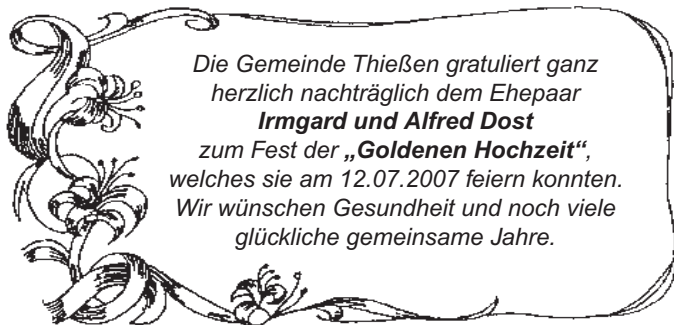 Die Gemeinde Thießen gratuliert ganz
herzlich nachträglich dem Ehepaar
Irmgard und Alfred Dost
zum Fest der „Goldenen Hochzeit“,
welches sie am 12.07.2007 feiern konnten.
Wir wünschen Gesundheit und noch viele
glückliche gemeinsame Jahre.